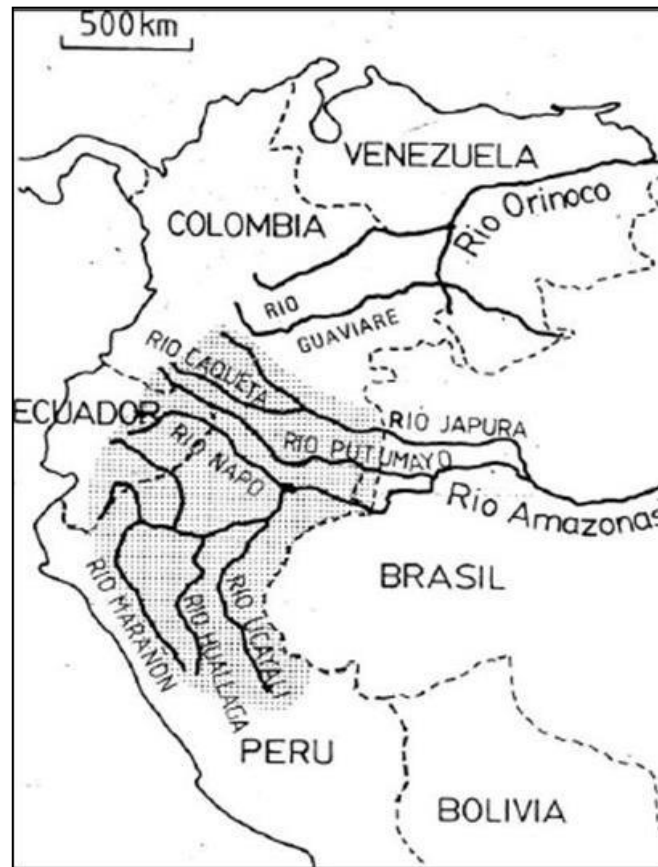 500km
VENEZUELA
Rio Orinoco
COLOMBIA
RIO
GUAVIARE
RIO CAQUETA
ECUADOR
RIO JAPURA
RIO PUTUMAYO
RIO NAPO
Rio Amazonas
BRASIL
RIO MARAÑON
RIO HUALLAGA
RIO UCAYALI
PERU
BOLIVIA